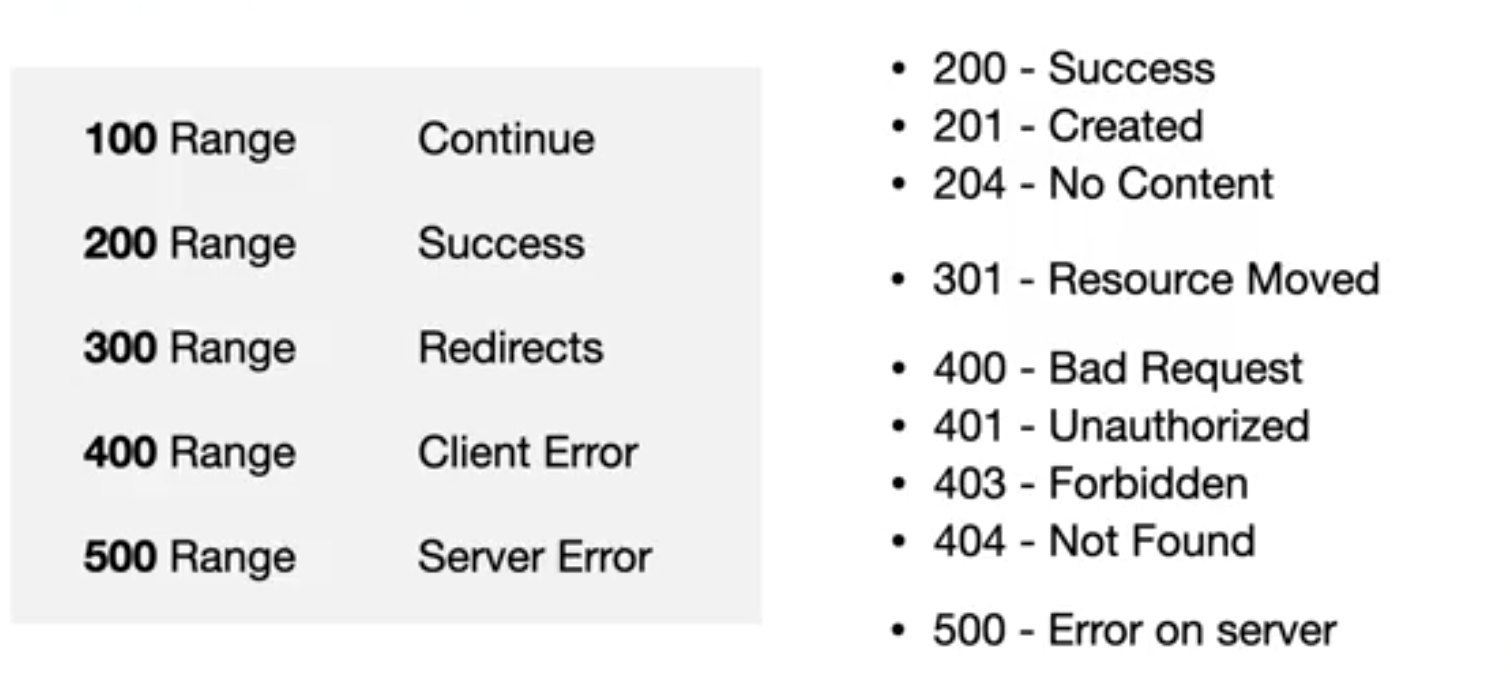 100 Range Continue
200 Range Success
300 Range Redirects
400 Range Client Error
500 Range Server Error
• 200 - Success
• 201 - Created
• 204 - No Content
• 301 - Resource Moved
• 400 - Bad Request
• 401 - Unauthorized
• 403 - Forbidden
• 404 - Not Found
• 500 - Error on server